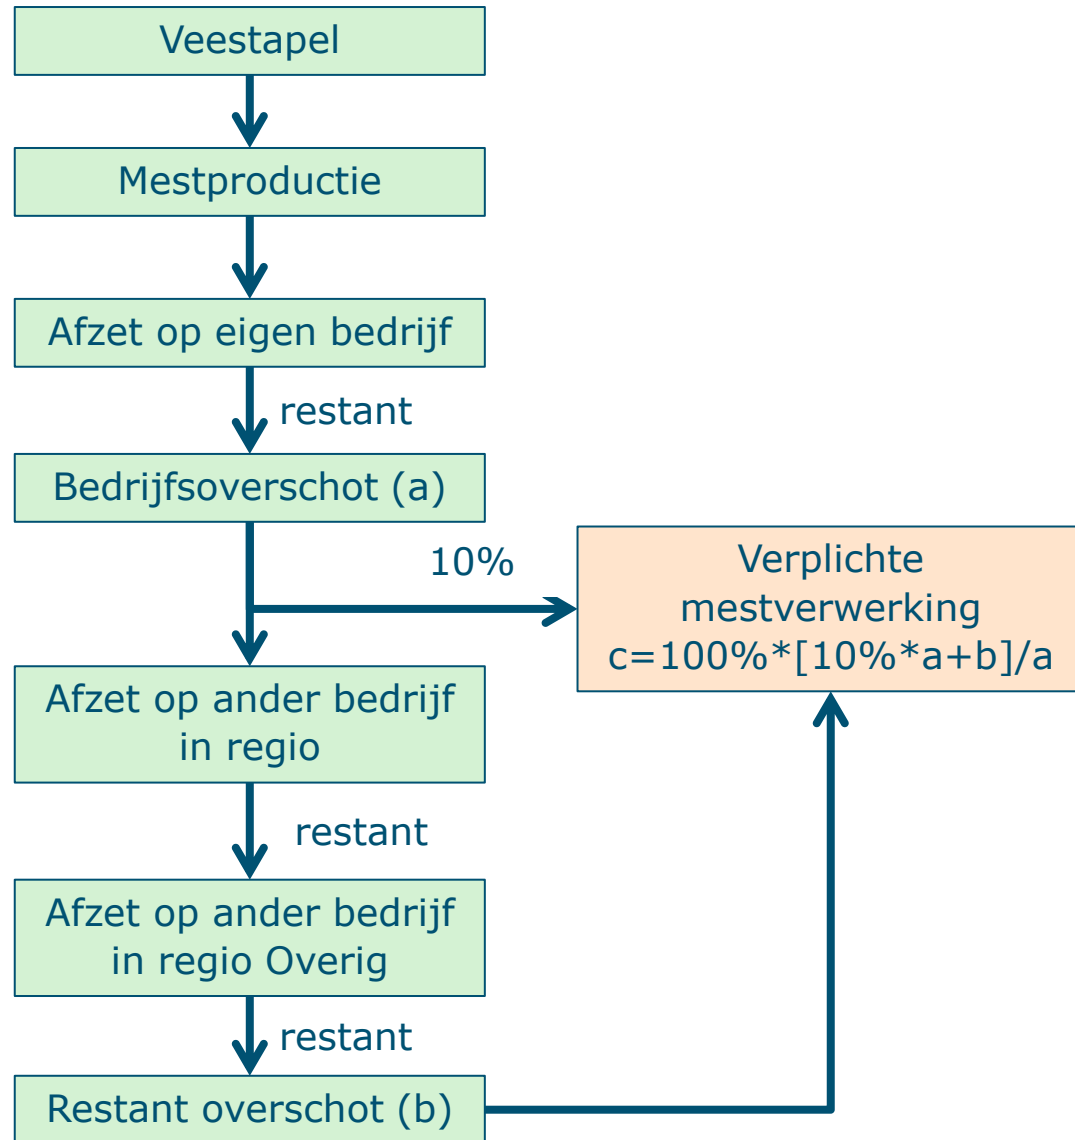 Veestapel
Mestproductie
Afzet op eigen bedrijf
restant
Bedrijfsoverschot (a)
10%
Verplichte
mestverwerking
c=100%*[10%*a+b]/a
Afzet op ander bedrijf
in regio
restant
Afzet op ander bedrijf
in regio Overig
restant
Restant overschot (b)